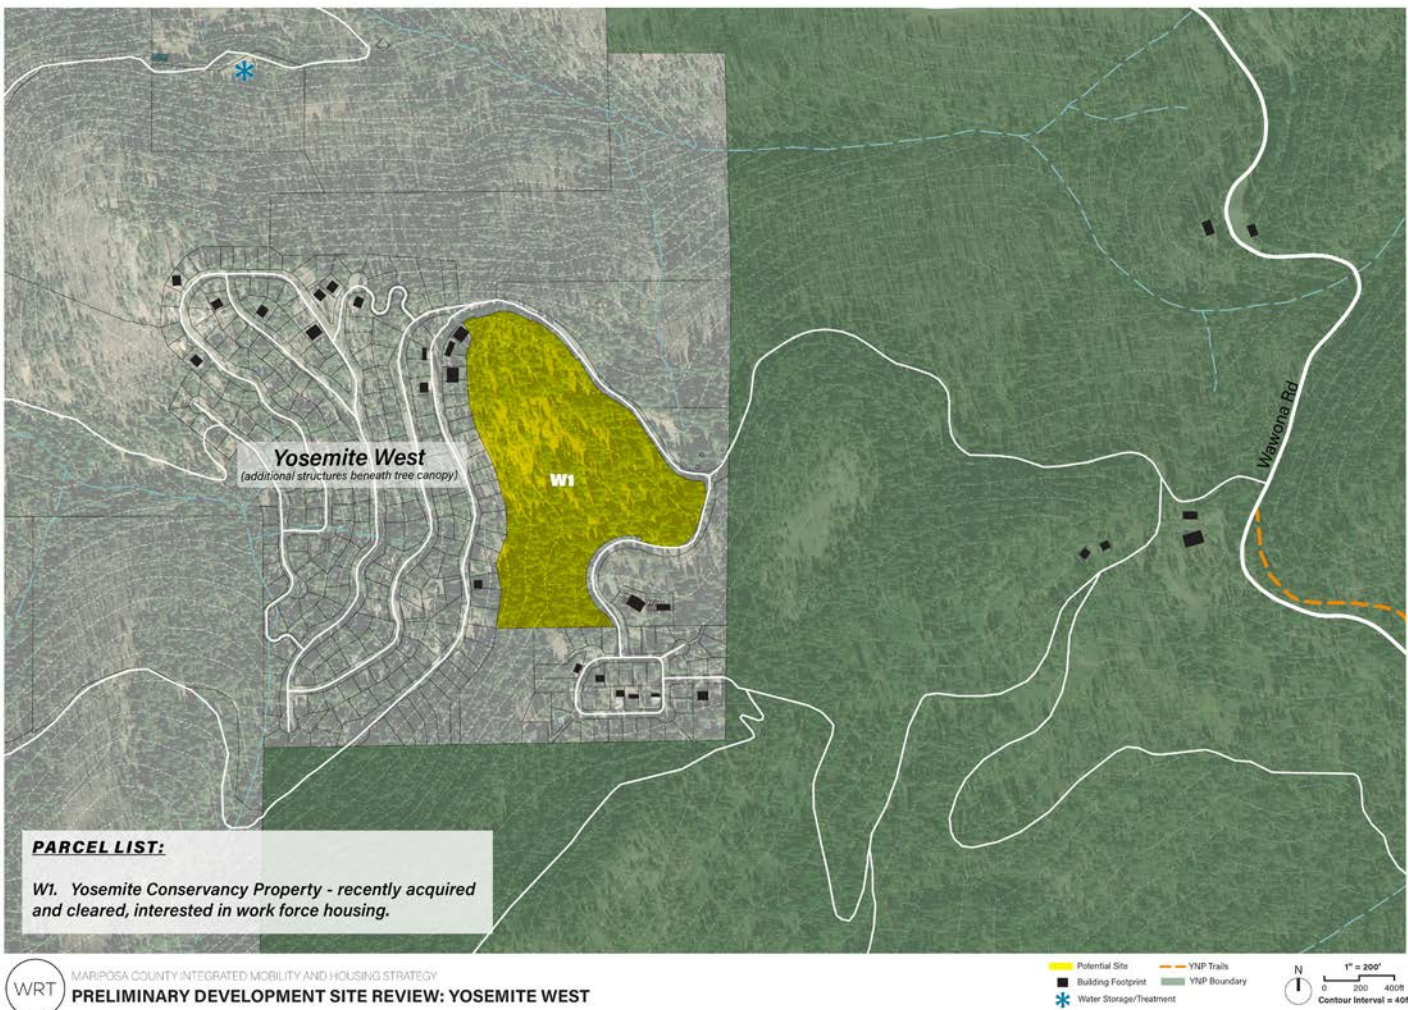 Wawona Rd
Yosemite West
(additional structures beneath tree canopy)
W1
PARCEL LIST:
W1. Yosemite Conservancy Property - recently acquired
and cleared, interested in work force housing.
WRT
MARIPOSA COUNTY INTEGRATED MOBILITY AND HOUSING STRATEGY
PRELIMINARY DEVELOPMENT SITE REVIEW: YOSEMITE WEST
Potential Site
Building Footprint
Water Storage/Treatment
YNP Trails
YNP Boundary
N
1" = 200'
0 200 400ft
Contour Interval = 40f